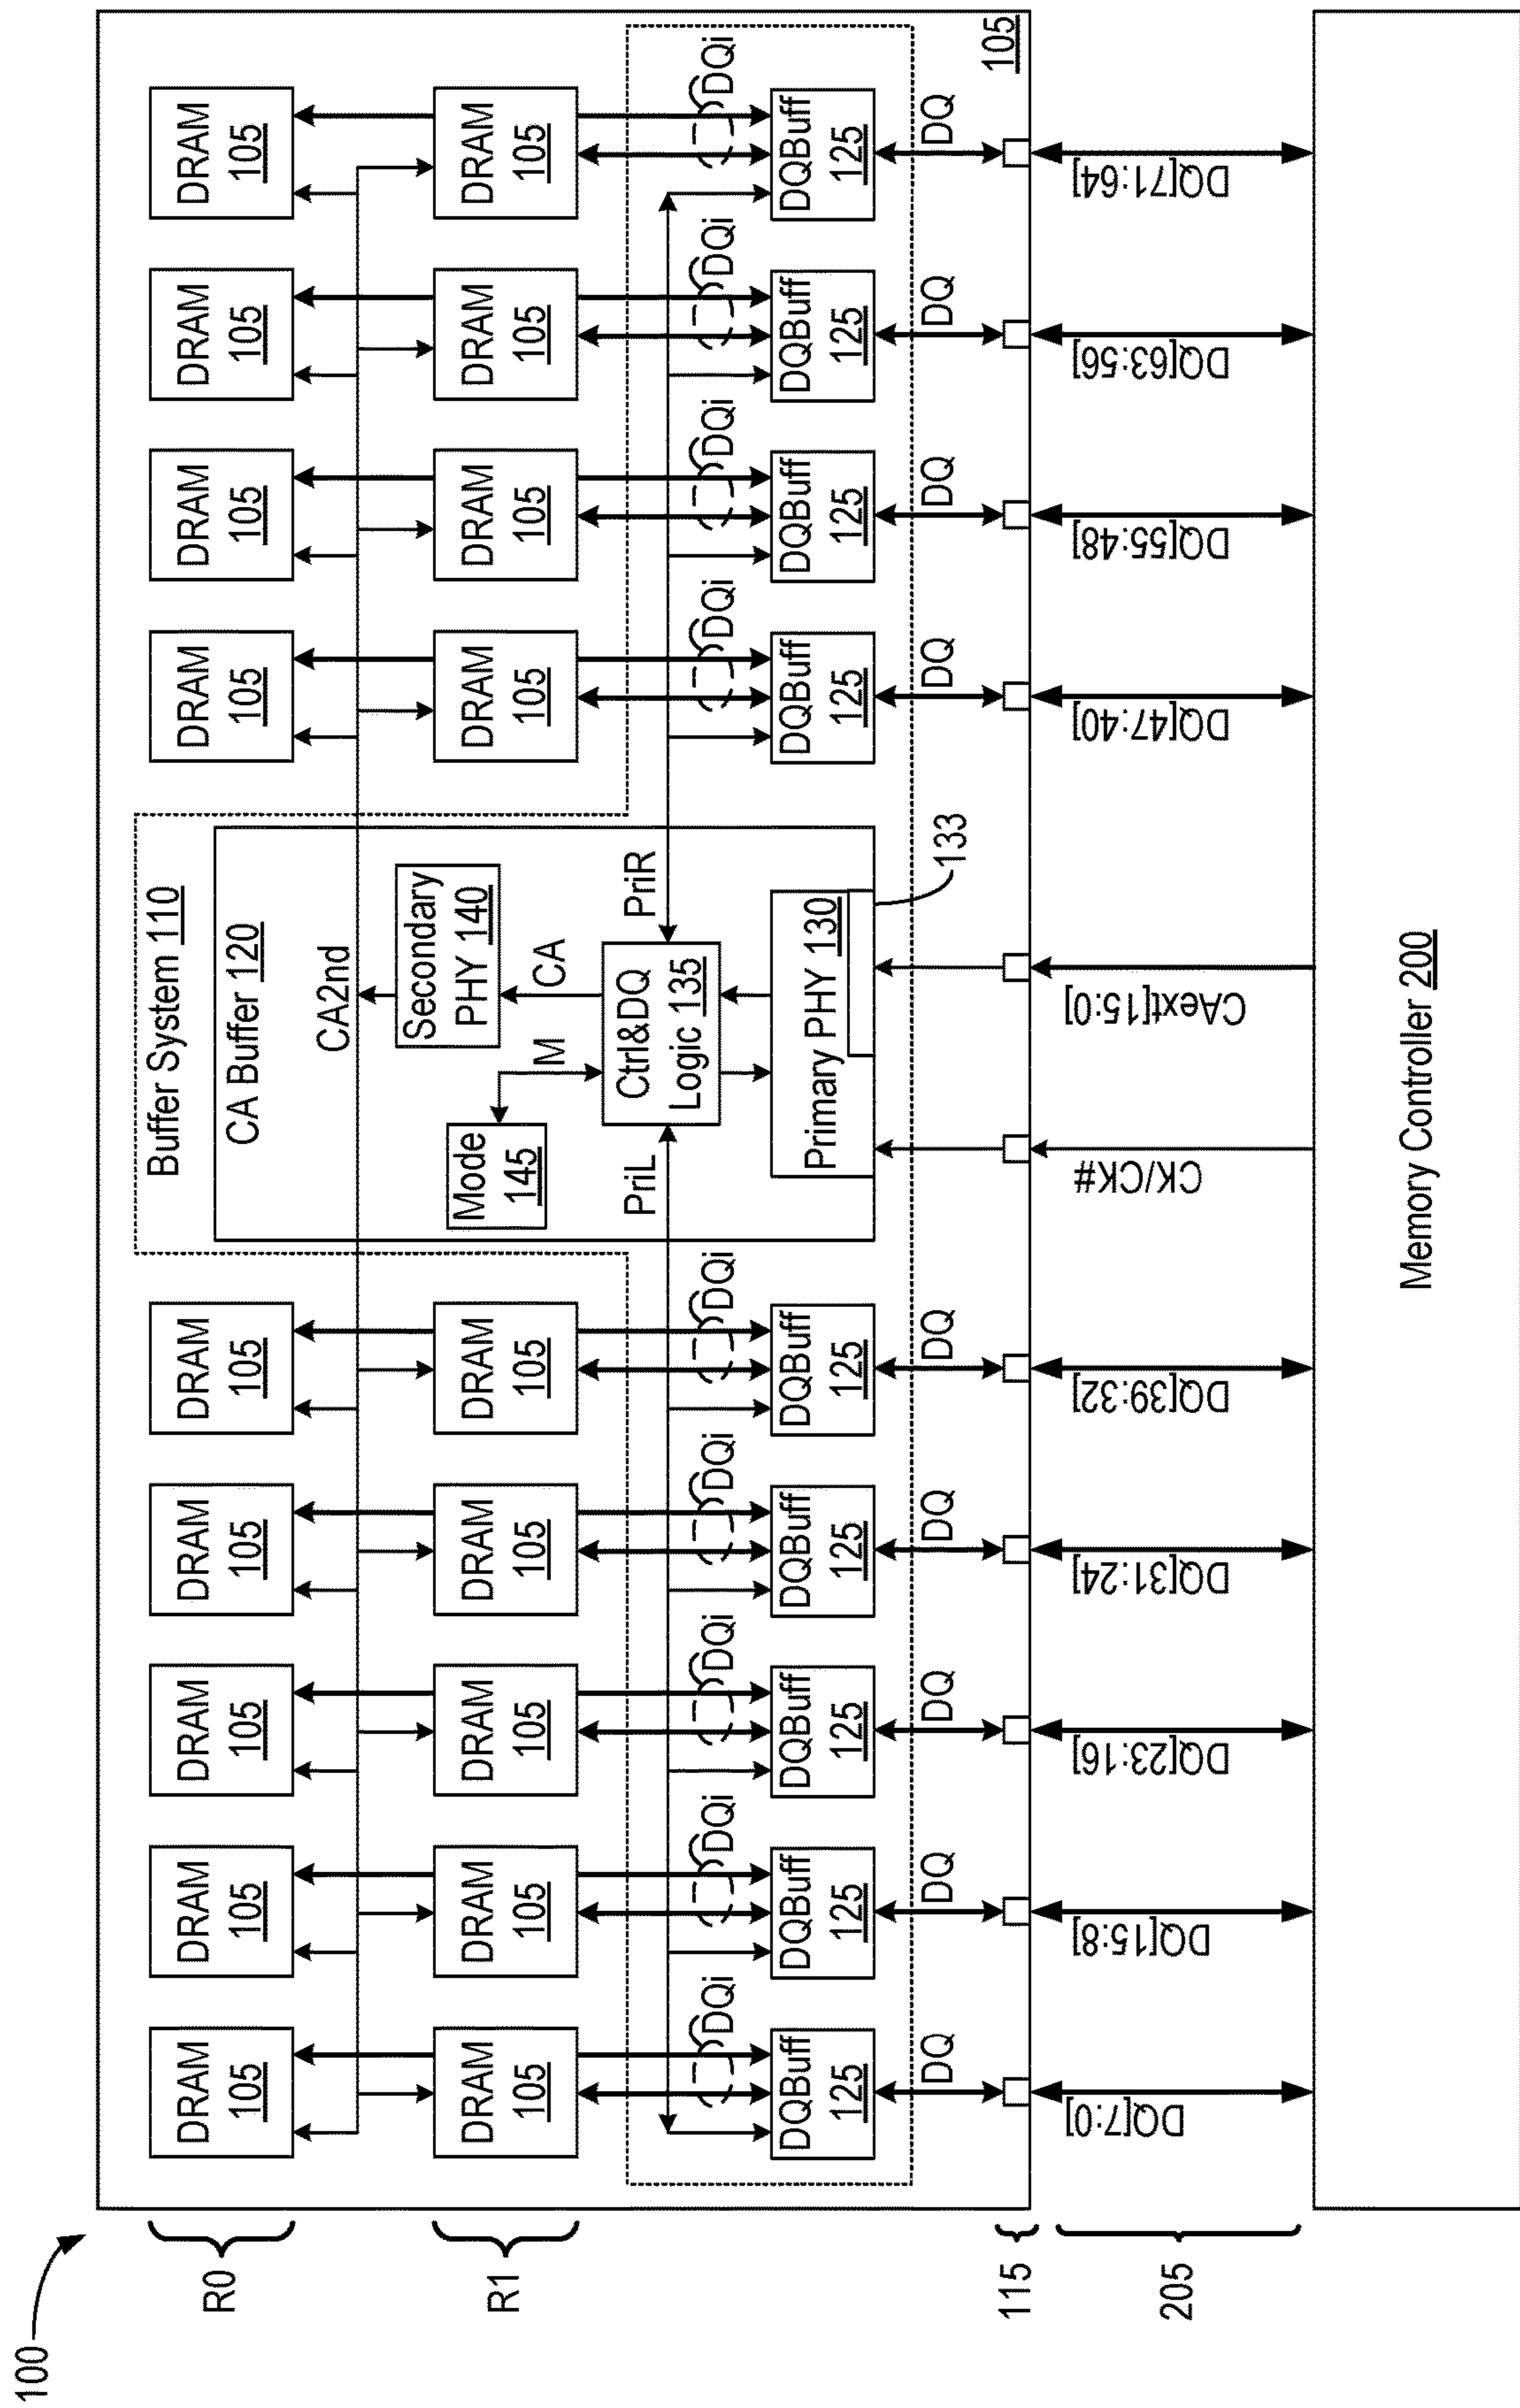 100
R0
R1
115
205
DRAM
105
DRAM
105
DRAM
105
DRAM
105
DRAM
105
DRAM
105
DRAM
105
DRAM
105
DRAM
105
Buffer System 110
CA Buffer 120
CA2nd
Secondary
PHY 140
CA
M
Mode
145
DRAM
105
DRAM
105
DRAM
105
DRAM
105
DRAM
105
DRAM
105
DRAM
105
DRAM
105
DRAM
105
PriL
Ctrl&DQ
Logic 135
PriR
DQi
DQi
DQi
DQi
DQi
DQi
DQi
DQi
DQi
DQBuff
125
DQBuff
125
DQBuff
125
DQBuff
125
DQBuff
125
Primary PHY 130
133
DQBuff
125
DQBuff
125
DQBuff
125
DQBuff
125
DQ
DQ
DQ
DQ
DQ
DQ
DQ
DQ
DQ
105
DQ[7:0]
DQ[15:8]
DQ[23:16]
DQ[31:24]
DQ[39:32]
CK/CK#
CAext[15:0]
DQ[47:40]
DQ[55:48]
DQ[63:56]
DQ[71:64]
Memory Controller 200